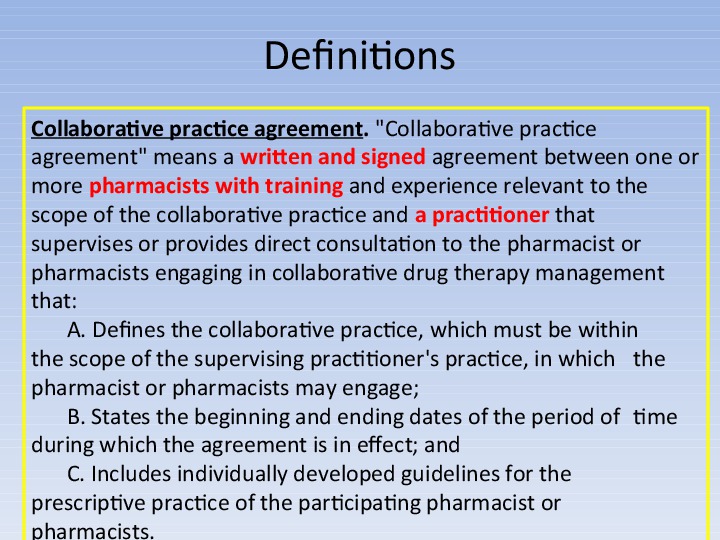 Definitions
Collaborative practice agreement. "Collaborative practice
agreement" means a written and signed agreement between one or
more pharmacists with training and experience relevant to the
scope of the collaborative practice and a practitioner that
supervises or provides direct consultation to the pharmacist or
pharmacists engaging in collaborative drug therapy management
that:
A. Defines the collaborative practice, which must be within
the scope of the supervising practitioner's practice, in which the
pharmacist or pharmacists may engage;
B. States the beginning and ending dates of the period of time
during which the agreement is in effect; and
C. Includes individually developed guidelines for the
prescriptive practice of the participating pharmacist or
pharmacists.